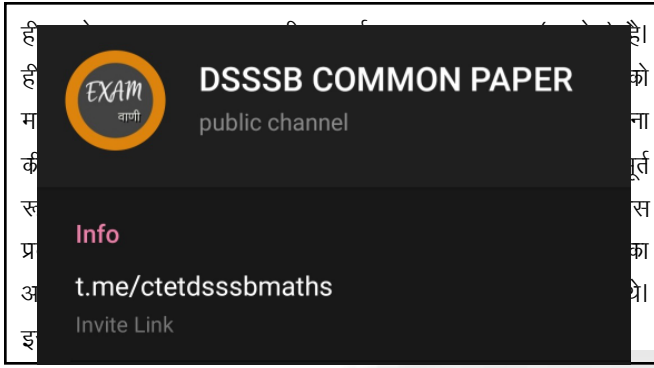 EXAM
वाणी
DSSSB COMMON PAPER
public channel
Info
t.me/ctetdsssbmaths
Invite Link